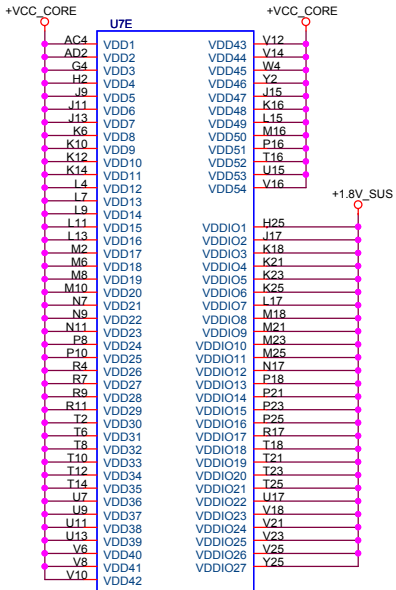 +VCC_CORE +VCC_CORE
U7E
AC4 VDD1 VDD43 V12
AD2 VDD2 VDD44 V14
G4 VDD3 VDD45 W4
H2 VDD4 VDD46 Y2
J9 VDD5 VDD47 J15
J11 VDD6 VDD48 K16
J13 VDD7 VDD49 L15
K6 VDD8 VDD50 M16
K10 VDD9 VDD51 P16
K12 VDD10 VDD52 T16
K14 VDD11 VDD53 U15
L4 VDD12 VDD54 V16
+1.8V_SUS
L7 VDD13
L9 VDD14
L11 VDD15 VDDIO1 H25
L13 VDD16 VDDIO2 J17
M2 VDD17 VDDIO3 K18
M6 VDD18 VDDIO4 K21
M8 VDD19 VDDIO5 K23
M10 VDD20 VDDIO6 K25
N7 VDD21 VDDIO7 L17
N9 VDD22 VDDIO8 M18
N11 VDD23 VDDIO9 M21
P8 VDD24 VDDIO10 M23
P10 VDD25 VDDIO11 M25
R4 VDD26 VDDIO12 N17
R7 VDD27 VDDIO13 P18
R9 VDD28 VDDIO14 P21
R11 VDD29 VDDIO15 P23
T2 VDD30 VDDIO16 P25
T6 VDD31 VDDIO17 R17
T8 VDD32 VDDIO18 T18
T10 VDD33 VDDIO19 T21
T12 VDD34 VDDIO20 T23
T14 VDD35 VDDIO21 T25
U7 VDD36 VDDIO22 U17
U9 VDD37 VDDIO23 V18
U11 VDD38 VDDIO24 V21
U13 VDD39 VDDIO25 V23
V6 VDD40 VDDIO26 V25
V8 VDD41 VDDIO27 Y25
V10 VDD42